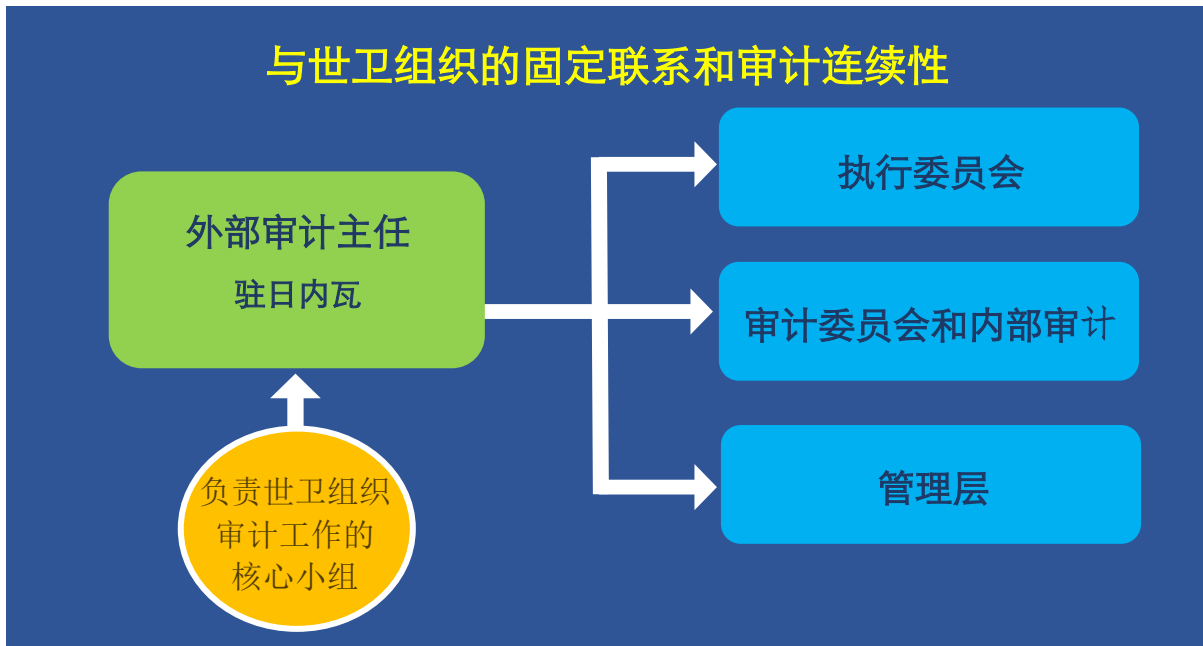 与世卫组织的固定联系和审计连续性
外部审计主任
驻日内瓦
负责世卫组织
审计工作的
核心小组
执行委员会
审计委员会和内部审计
管理层